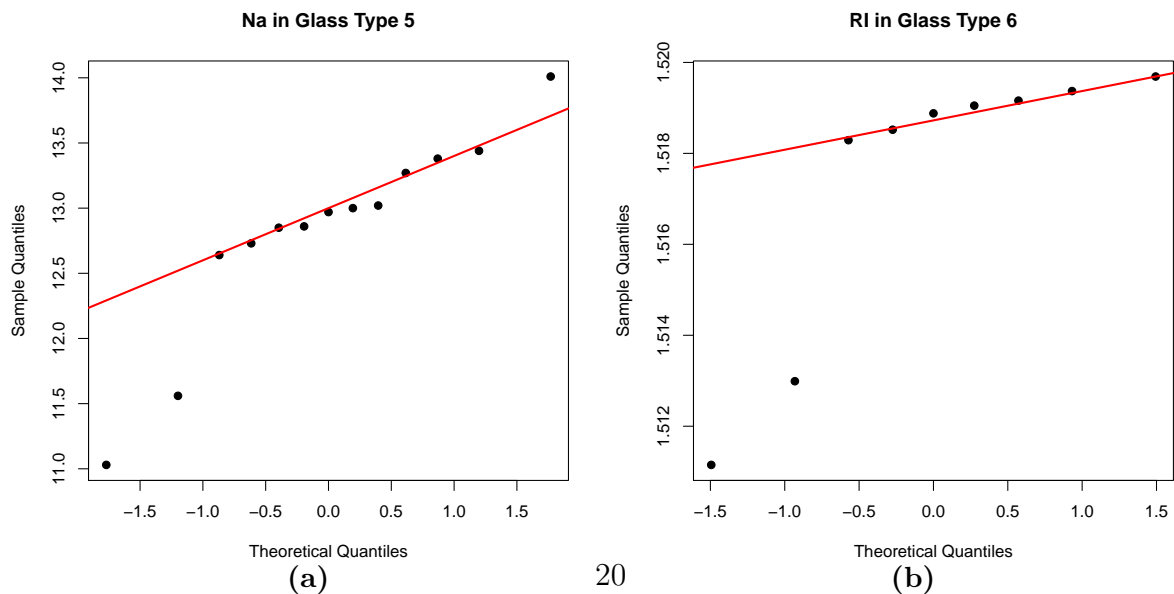 Na in Glass Type 5
Sample Quantiles
14.0
13.5
13.0
12.5
12.0
11.5
11.0
−1.5 −1.0 −0.5 0.0 0.5 1.0 1.5
Theoretical Quantiles
(a)
RI in Glass Type 6
Sample Quantiles
1.520
1.518
1.516
1.514
1.512
−1.5 −1.0 −0.5 0.0 0.5 1.0 1.5
Theoretical Quantiles
(b)
20